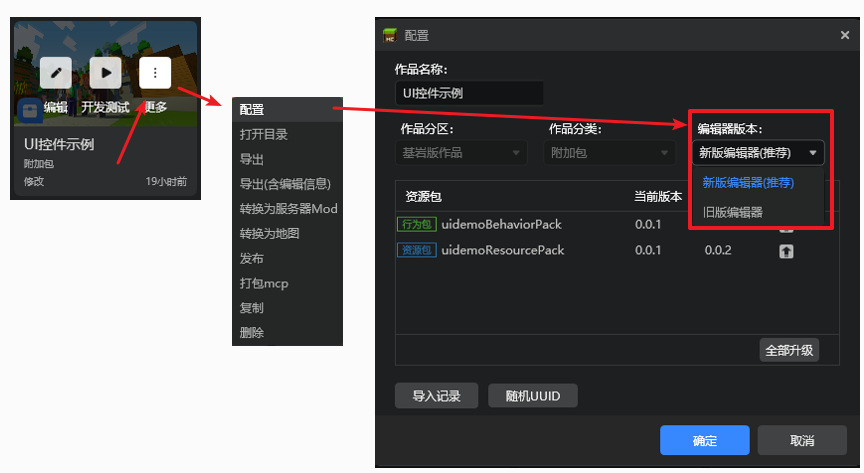 编辑 开发测试 更多
UI控件示例
附加包
修改 19小时前
配置
打开目录
导出
导出(含编辑信息)
转换为服务器Mod
转换为地图
发布
打包mcp
复制
删除
配置
作品名称:
UI控件示例
作品分区: 作品分类: 编辑器版本:
基岩版作品 附加包 新版编辑器(推荐)
新版编辑器(推荐)
旧版编辑器
资源包 当前版本
行为包 uidemoBehaviorPack 0.0.1
资源包 uidemoResourcePack 0.0.1 0.0.2
全部升级
导入记录 随机UUID
确定 取消